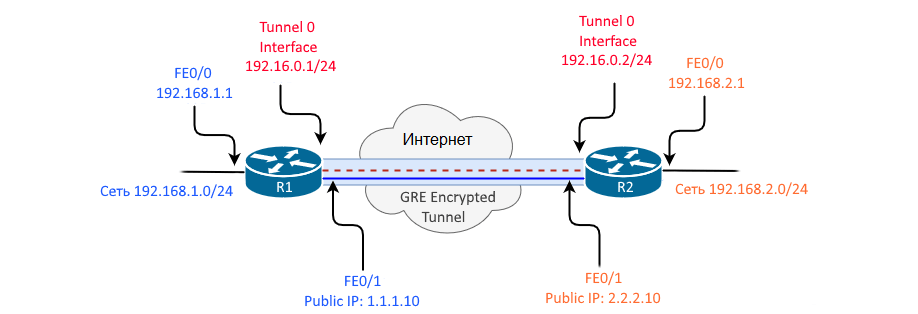 Tunnel 0
Interface
192.16.0.1/24
Tunnel 0
Interface
192.16.0.2/24
FE0/0
192.168.1.1
FE0/0
192.168.2.1
Интернет
R1
R2
Сеть 192.168.1.0/24
Сеть 192.168.2.0/24
GRE Encrypted
Tunnel
FE0/1
Public IP: 1.1.1.10
FE0/1
Public IP: 2.2.2.10